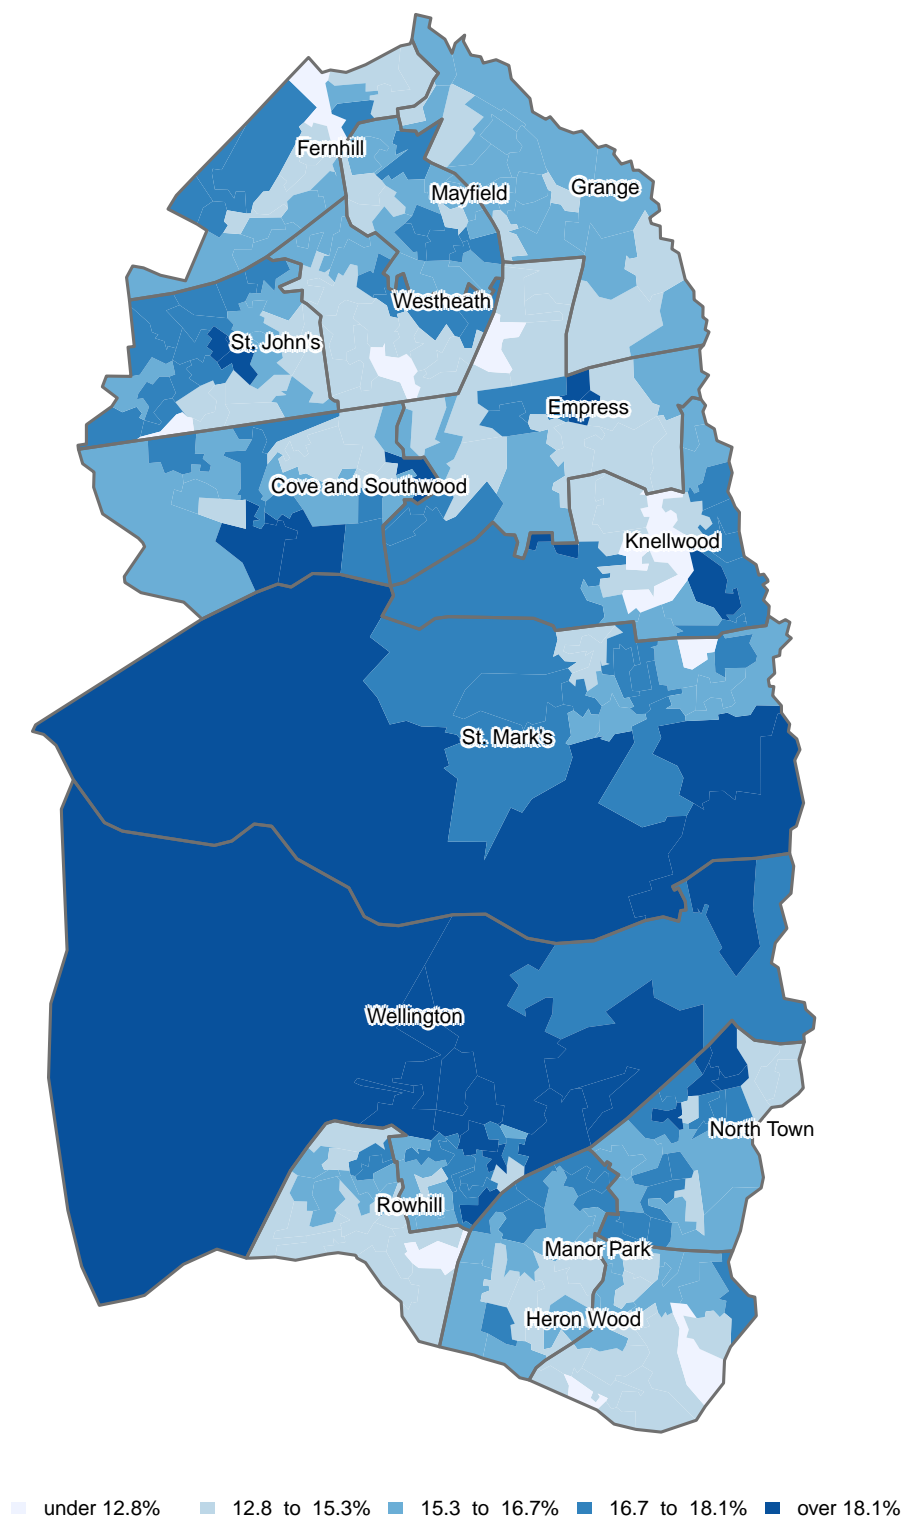 Fernhill
Mayfield
Grange
Westheath
St. John's
Empress
Cove and Southwood
Knellwood
St. Mark's
Wellington
North Town
Rowhill
Manor Park
Heron Wood
under 12.8% 12.8 to 15.3% 15.3 to 16.7% 16.7 to 18.1% over 18.1%